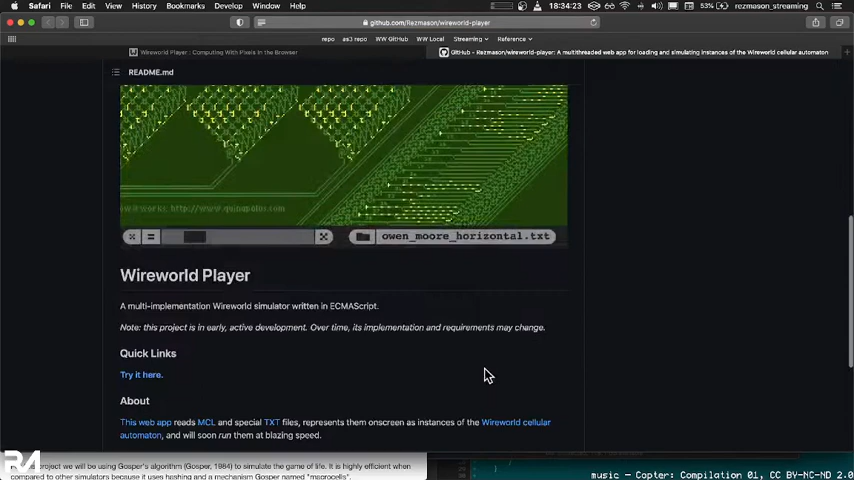 Safari File Edit View History Bookmarks Develop Window Help
53%
18:34:23
rezmason_streaming
github.com/Rezmason/wireworld-player
repo as3 repo WW GitHub WW Local Streaming Reference
Wireworld Player : Computing With Pixels in the Browser
GitHub - Rezmason/wireworld-player: A multithreaded web app for loading and simulating instances of the Wireworld cellular automaton
README.md
ow it works, http://www.quinapalus.com
owen_moore_horizontal.txt
Wireworld Player
A multi-implementation Wireworld simulator written in ECMAScript.
Note: this project is in early, active development. Over time, its implementation and requirements may change.
Quick Links
Try it here.
About
This web app reads MCL and special TXT files, represents them onscreen as instances of the Wireworld cellular
automaton, and will soon run them at blazing speed.
project we will be using Gosper's algorithm (Gosper, 1984) to simulate the game of life. It is highly efficient when
compared to other simulators because it uses hashing and a mechanism Gosper named "macrocells".
music – Copter: Compilation 01, CC BY-NC-ND 2.0